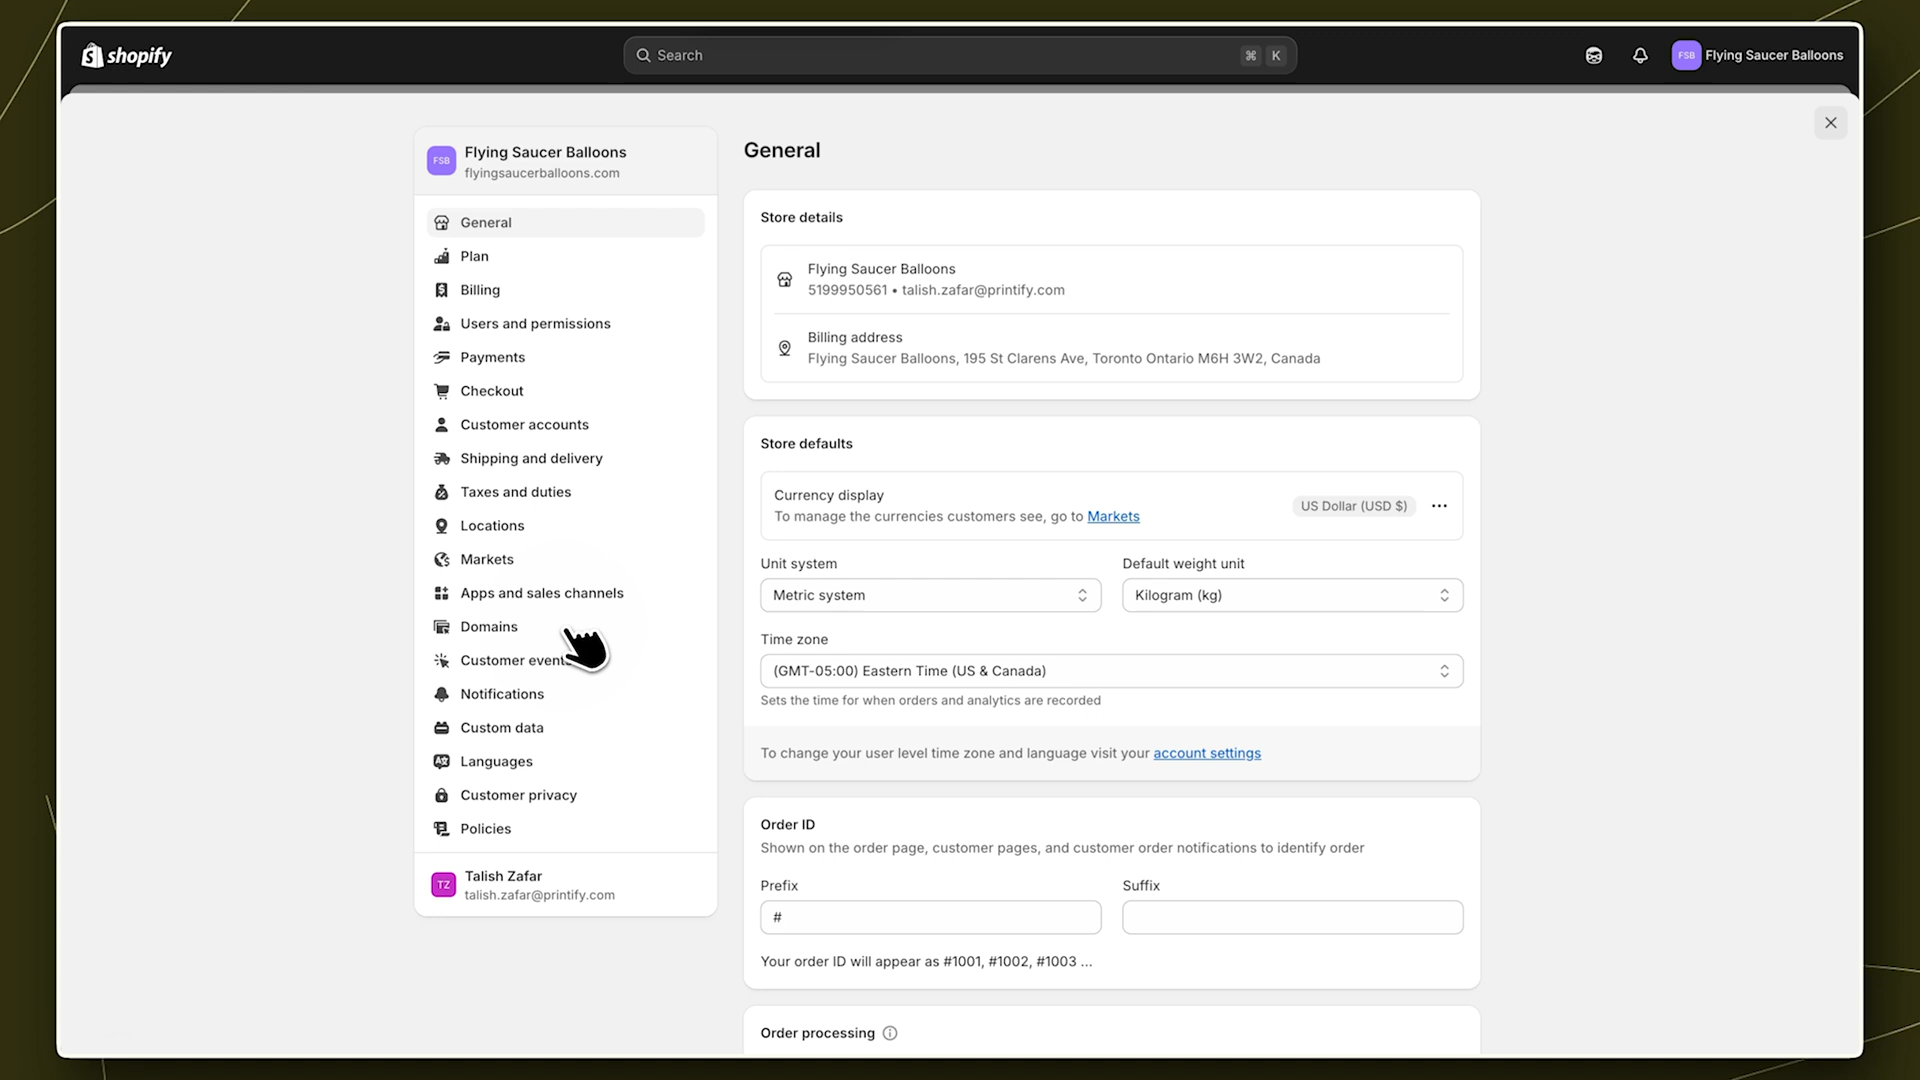 shopify
Search
⌘ K
FSB Flying Saucer Balloons
FSB Flying Saucer Balloons
flyingsaucerballoons.com
General
Plan
Billing
Users and permissions
Payments
Checkout
Customer accounts
Shipping and delivery
Taxes and duties
Locations
Markets
Apps and sales channels
Domains
Customer event
Notifications
Custom data
Languages
Customer privacy
Policies
TZ Talish Zafar
talish.zafar@printify.com
General
Store details
Flying Saucer Balloons
5199950561 • talish.zafar@printify.com
Billing address
Flying Saucer Balloons, 195 St Clarens Ave, Toronto Ontario M6H 3W2, Canada
Store defaults
Currency display
To manage the currencies customers see, go to Markets
US Dollar (USD $)
Unit system
Metric system
Default weight unit
Kilogram (kg)
Time zone
(GMT-05:00) Eastern Time (US & Canada)
Sets the time for when orders and analytics are recorded
To change your user level time zone and language visit your account settings
Order ID
Shown on the order page, customer pages, and customer order notifications to identify order
Prefix
#
Suffix
Your order ID will appear as #1001, #1002, #1003 ...
Order processing